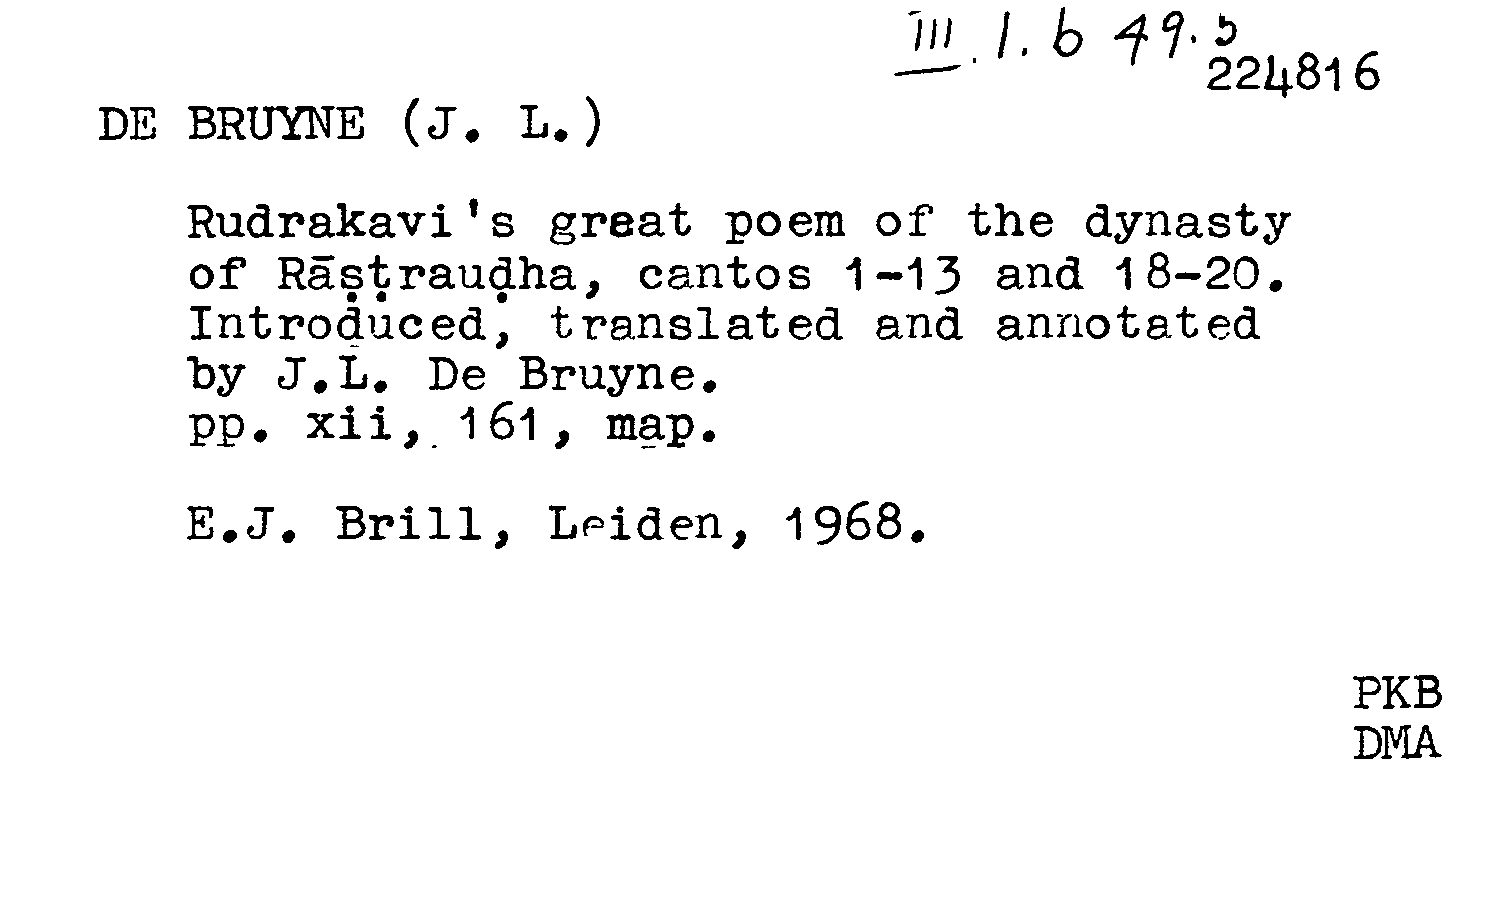 III. 1. b 49. 5
224816
DE BRUYNE (J. L.)
Rudrakavi's great poem of the dynasty
of Rāṣṭrauḍha, cantos 1-13 and 18-20.
Introduced, translated and annotated
by J.L. De Bruyne.
pp. xii, 161, map.
E.J. Brill, Leiden, 1968.
PKB
DMA